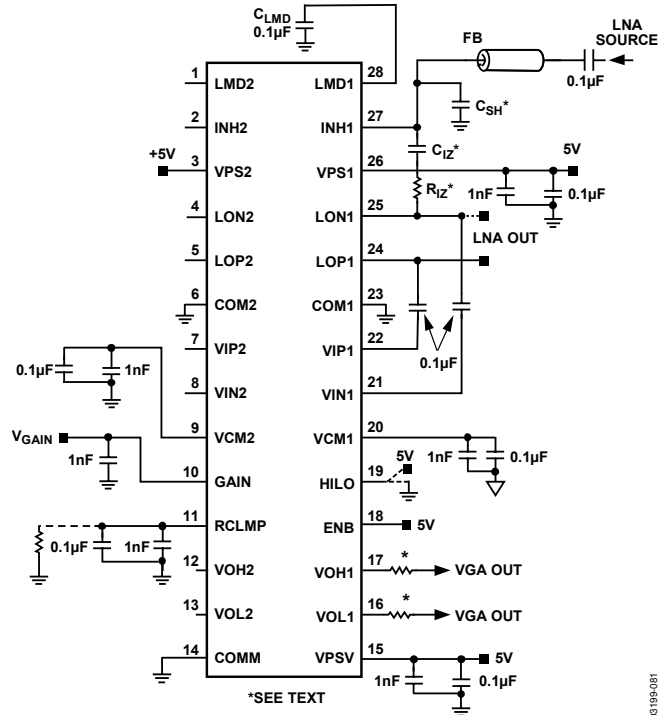 CLMD
0.1µF
FB
LNA
SOURCE
0.1µF
CSH*
CIZ*
RIZ*
1 LMD2
LMD1 28
2 INH2
INH1 27
+5V
3 VPS2
VPS1 26
5V
1nF
0.1µF
4 LON2
LON1 25
LNA OUT
5 LOP2
LOP1 24
6 COM2
COM1 23
7 VIP2
VIP1 22
0.1µF
0.1µF
1nF
8 VIN2
VIN1 21
9 VCM2
VCM1 20
1nF
0.1µF
VGAIN
1nF
10 GAIN
HILO 19
5V
11 RCLMP
ENB 18
5V
0.1µF
1nF
12 VOH2
VOH1 17
*
VGA OUT
13 VOL2
VOL1 16
*
VGA OUT
14 COMM
VPSV 15
5V
1nF
0.1µF
*SEE TEXT
03199-081